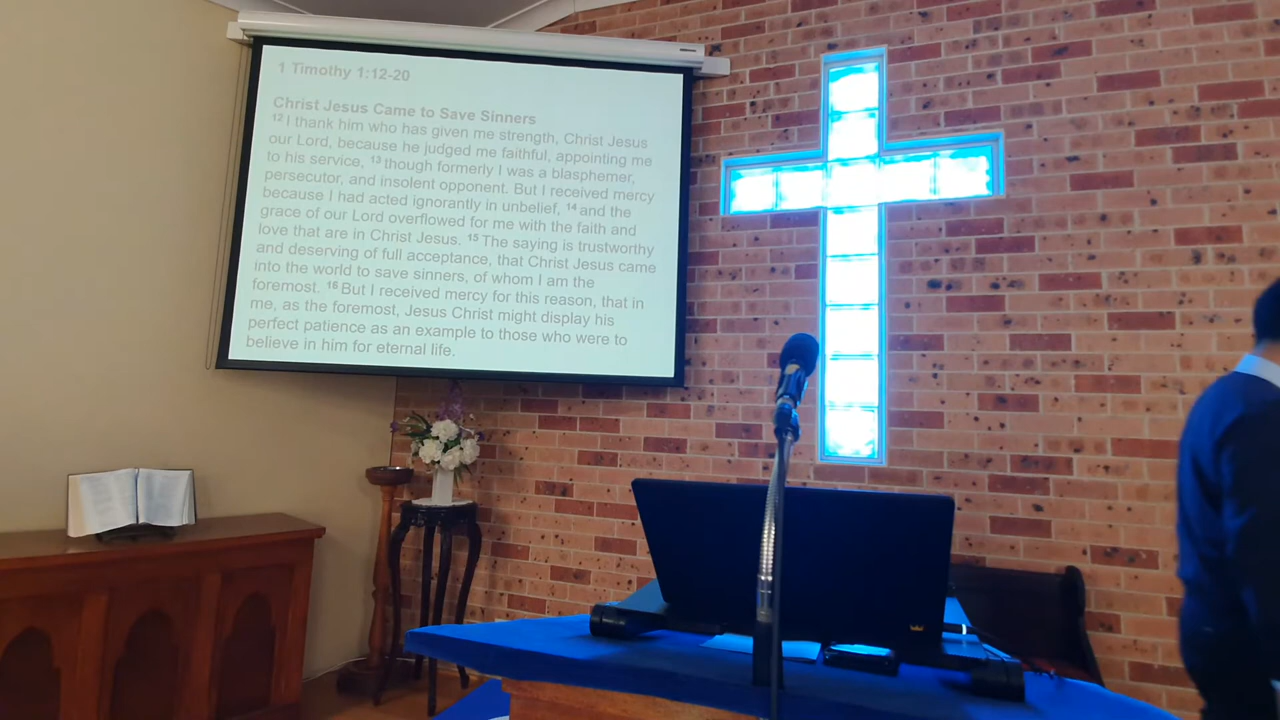 1 Timothy 1:12-20
Christ Jesus Came to Save Sinners
12 I thank him who has given me strength, Christ Jesus
our Lord, because he judged me faithful, appointing me
to his service, 13 though formerly I was a blasphemer,
persecutor, and insolent opponent. But I received mercy
because I had acted ignorantly in unbelief, 14 and the
grace of our Lord overflowed for me with the faith and
love that are in Christ Jesus. 15 The saying is trustworthy
and deserving of full acceptance, that Christ Jesus came
into the world to save sinners, of whom I am the
foremost. 16 But I received mercy for this reason, that in
me, as the foremost, Jesus Christ might display his
perfect patience as an example to those who were to
believe in him for eternal life.